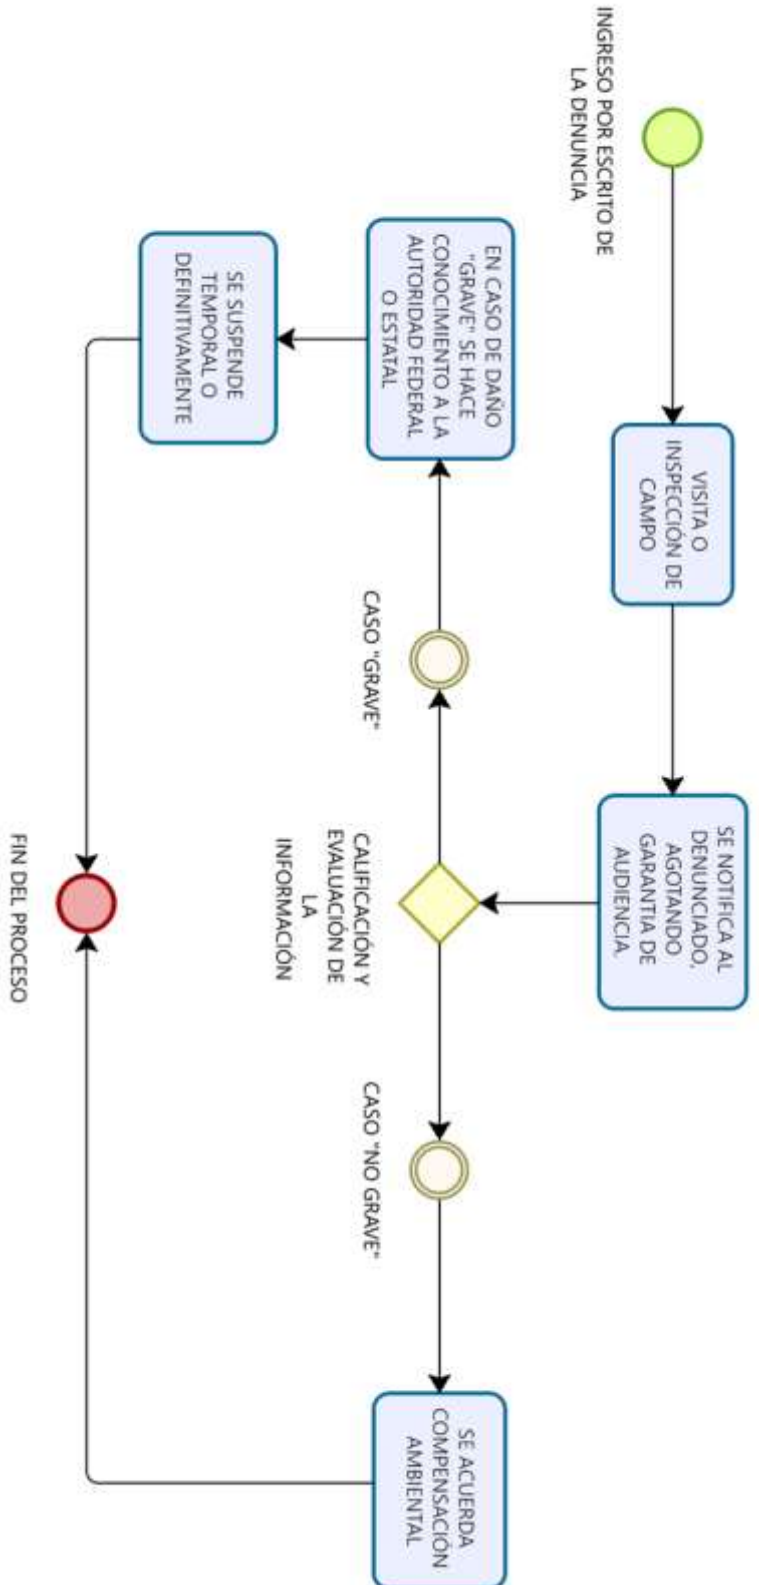 INGRESO POR ESCRITO DE
LA DENUNCIA
VISITA O
INSPECCIÓN DE
CAMPO
SE NOTIFICA AL
DENUNCIADO,
AGOTANDO
GARANTIA DE
AUDIENCIA.
EN CASO DE DAÑO
"GRAVE" SE HACE
CONOCIMIENTO A LA
AUTORIDAD FEDERAL
O ESTATAL
CASO "GRAVE"
CALIFICACIÓN Y
EVALUACIÓN DE
LA
INFORMACIÓN
CASO "NO GRAVE"
SE ACUERDA
COMPENSACIÓN
AMBIENTAL
SE SUSPENDE
TEMPORAL O
DEFINITIVAMENTE
FIN DEL PROCESO